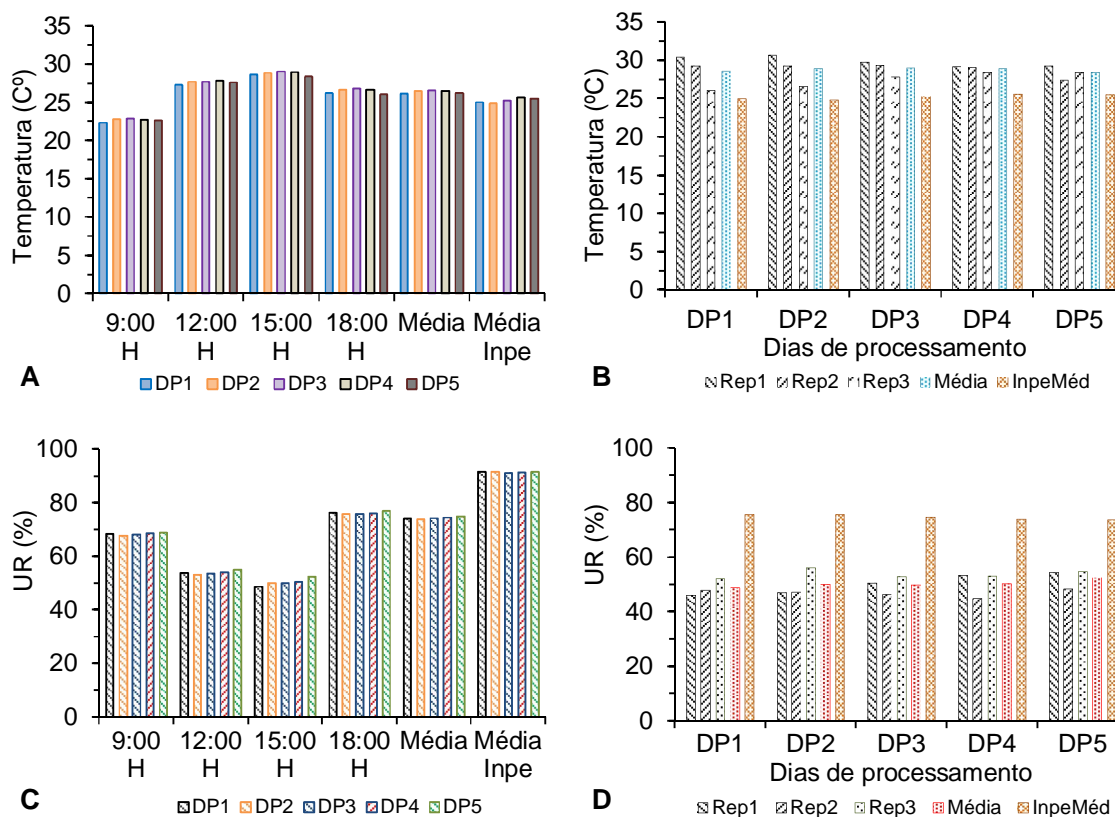 35
30
25
20
15
10
5
0
Temperatura (Cº)
9:00 H
12:00 H
15:00 H
18:00 H
Média
Média Inpe
A
DP1 DP2 DP3 DP4 DP5
35
30
25
20
15
10
5
0
Temperatura (ºC)
DP1 DP2 DP3 DP4 DP5
Dias de processamento
B
Rep1 Rep2 Rep3 Média InpeMéd
100
80
60
40
20
0
UR (%)
9:00 H
12:00 H
15:00 H
18:00 H
Média
Média Inpe
C
DP1 DP2 DP3 DP4 DP5
100
80
60
40
20
0
UR (%)
DP1 DP2 DP3 DP4 DP5
Dias de processamento
D
Rep1 Rep2 Rep3 Média InpeMéd